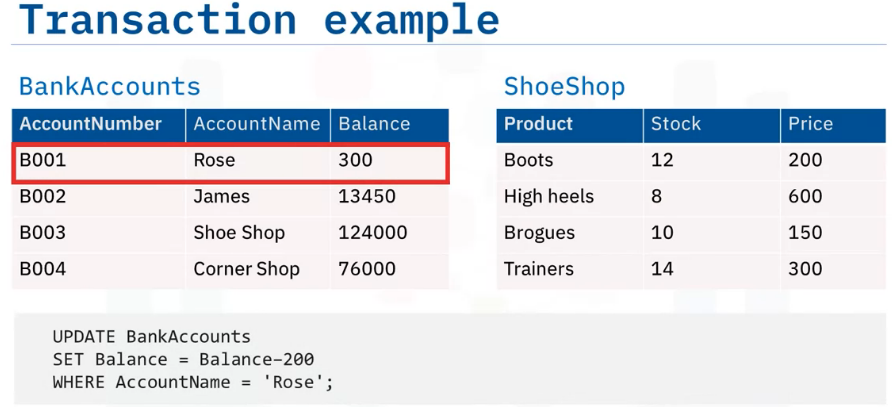 Transaction example
BankAccounts
AccountNumber AccountName Balance
B001 Rose 300
B002 James 13450
B003 Shoe Shop 124000
B004 Corner Shop 76000
ShoeShop
Product Stock Price
Boots 12 200
High heels 8 600
Brogues 10 150
Trainers 14 300
UPDATE BankAccounts
SET Balance = Balance–200
WHERE AccountName = 'Rose';